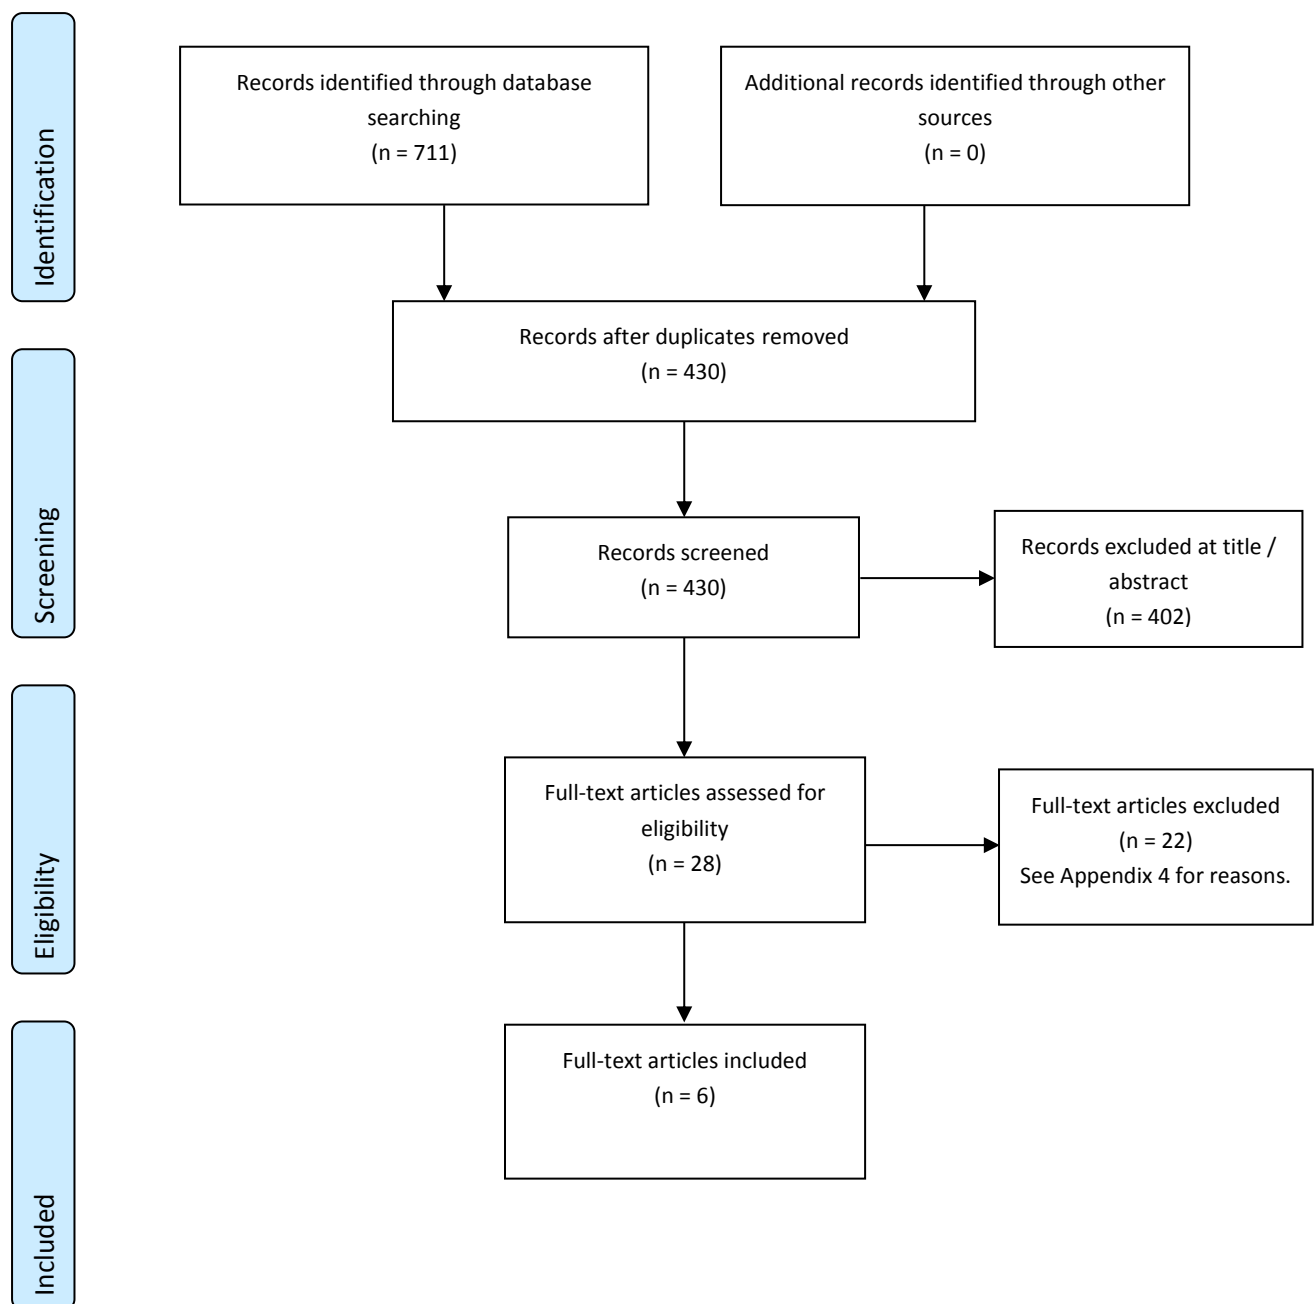 Identification
Records identified through database
searching
(n = 711)
Additional records identified through other
sources
(n = 0)
Records after duplicates removed
(n = 430)
Screening
Records screened
(n = 430)
Records excluded at title /
abstract
(n = 402)
Eligibility
Full-text articles assessed for
eligibility
(n = 28)
Full-text articles excluded
(n = 22)
See Appendix 4 for reasons.
Included
Full-text articles included
(n = 6)